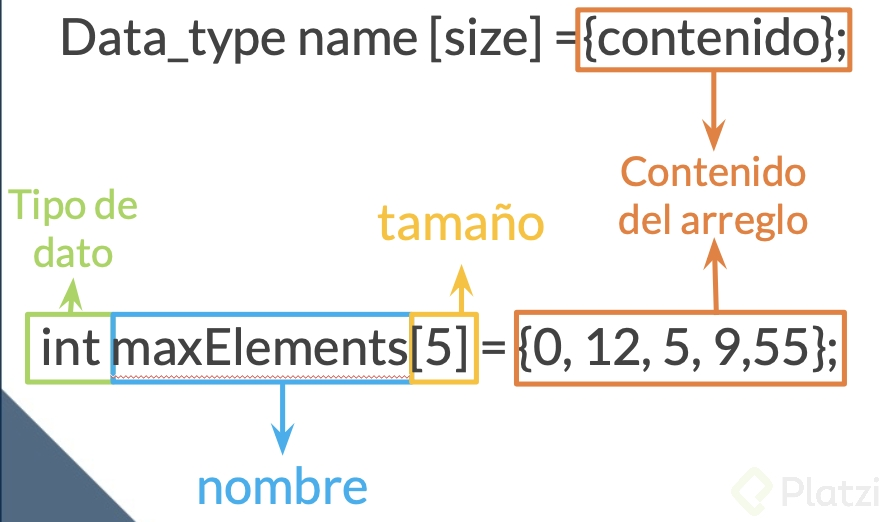 Data_type name [size] ={contenido};
Contenido
del arreglo
Tipo de
dato
tamaño
int maxElements[5] = {0, 12, 5, 9,55};
nombre
Platzi